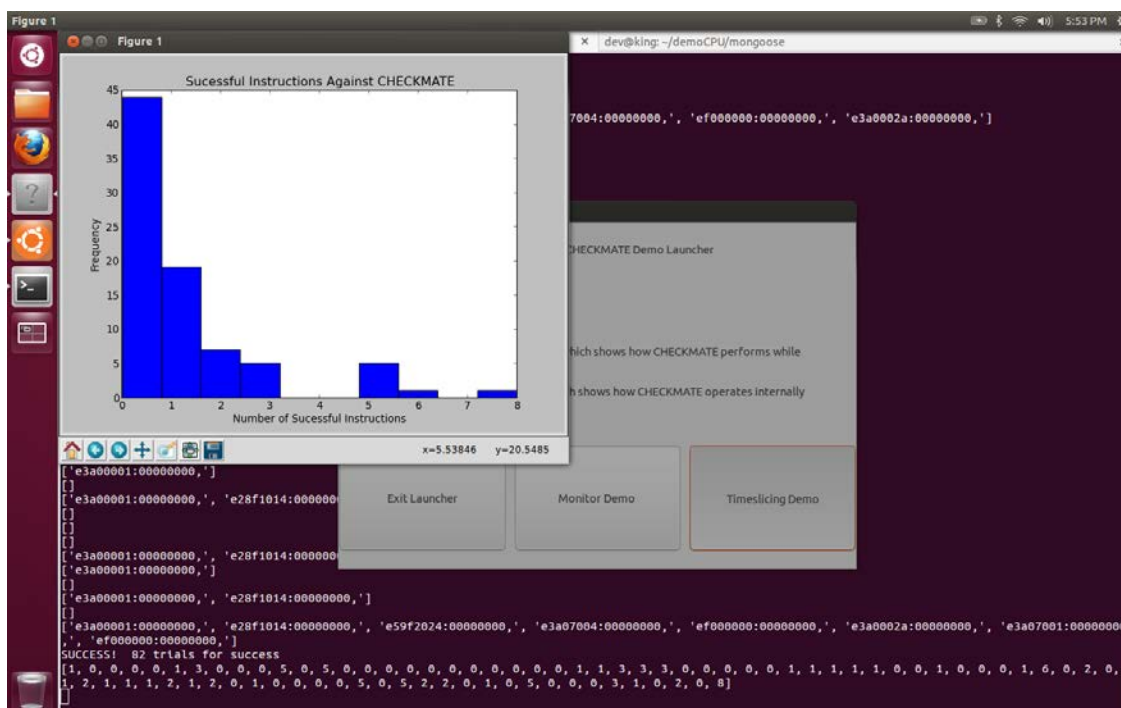 Figure 1
5:53 PM
Figure 1
dev@king: ~/demoCPU/mongoose
Sucessful Instructions Against CHECKMATE
45
40
35
30
25
20
15
10
5
0
Frequency
0 1 2 3 4 5 6 7 8
Number of Sucessful Instructions
x=5.53846 y=20.5485
7004:00000000,', 'ef000000:00000000,', 'e3a0002a:00000000,']
CHECKMATE Demo Launcher
hich shows how CHECKMATE performs while
h shows how CHECKMATE operates internally
Exit Launcher
Monitor Demo
Timeslicing Demo
['e3a00001:00000000,']
[]
['e3a00001:00000000,', 'e28f1014:0000000
[]
[]
[]
['e3a00001:00000000,', 'e28f1014:0000000
['e3a00001:00000000,']
[]
['e3a00001:00000000,', 'e28f1014:00000000,']
[]
['e3a00001:00000000,', 'e28f1014:00000000,', 'e59f2024:00000000,', 'e3a07004:00000000,', 'ef000000:00000000,', 'e3a0002a:00000000,', 'e3a07001:0000000
,', 'ef000000:00000000,']
SUCCESS! 82 trials for success
[1, 0, 0, 0, 0, 1, 3, 0, 0, 0, 5, 0, 5, 0, 0, 0, 0, 0, 0, 0, 0, 0, 0, 0, 1, 1, 3, 3, 3, 0, 0, 0, 0, 0, 1, 1, 1, 1, 1, 0, 0, 1, 0, 0, 0, 1, 6, 0, 2, 0,
1, 2, 1, 1, 1, 2, 1, 2, 0, 1, 0, 0, 0, 0, 5, 0, 5, 2, 2, 0, 1, 0, 5, 0, 0, 0, 3, 1, 0, 2, 0, 8]